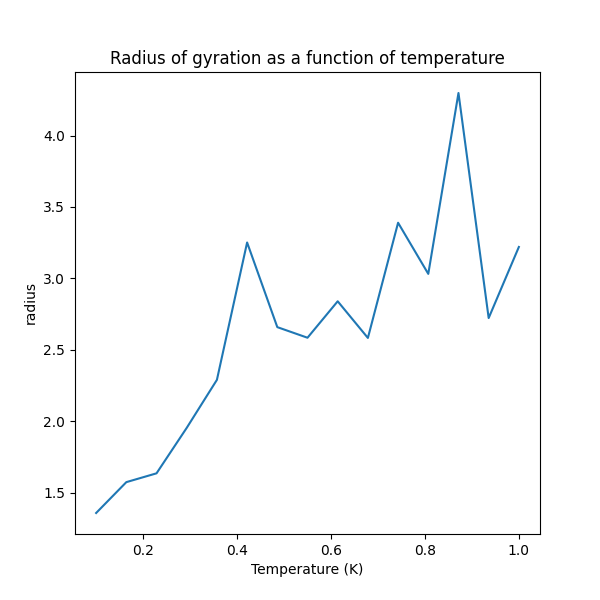 Radius of gyration as a function of temperature
4.0
3.5
3.0
2.5
2.0
1.5
radius
0.2 0.4 0.6 0.8 1.0
Temperature (K)